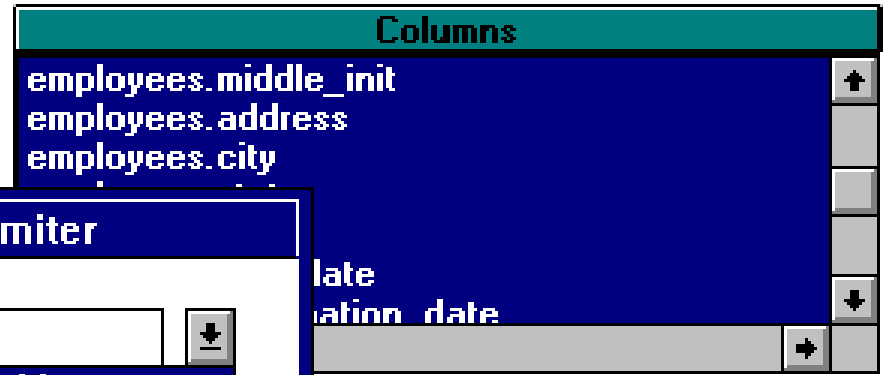 Columns
employees.middle_init
employees.address
employees.city
miter
late
ation_date